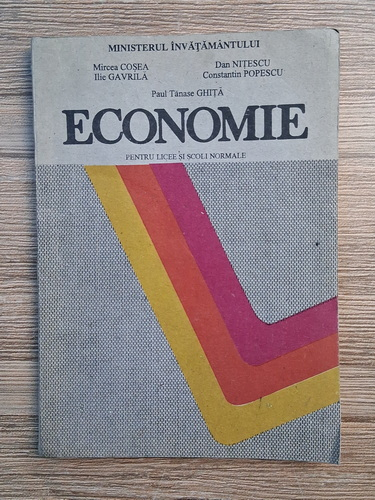 MINISTERUL ÎNVĂȚĂMÂNTULUI
Mircea COȘEA Dan NIȚESCU
Ilie GAVRILĂ Constantin POPESCU
Paul Tănase GHIȚĂ
ECONOMIE
PENTRU LICEE ȘI ȘCOLI NORMALE